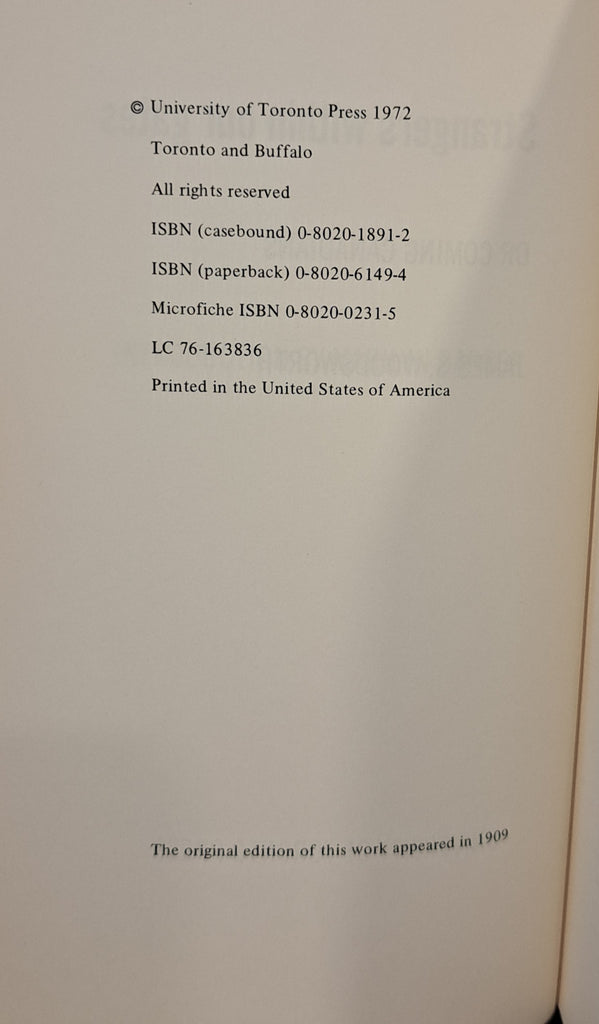 © University of Toronto Press 1972
Toronto and Buffalo
All rights reserved
ISBN (casebound) 0-8020-1891-2
ISBN (paperback) 0-8020-6149-4
Microfiche ISBN 0-8020-0231-5
LC 76-163836
Printed in the United States of America
The original edition of this work appeared in 1909